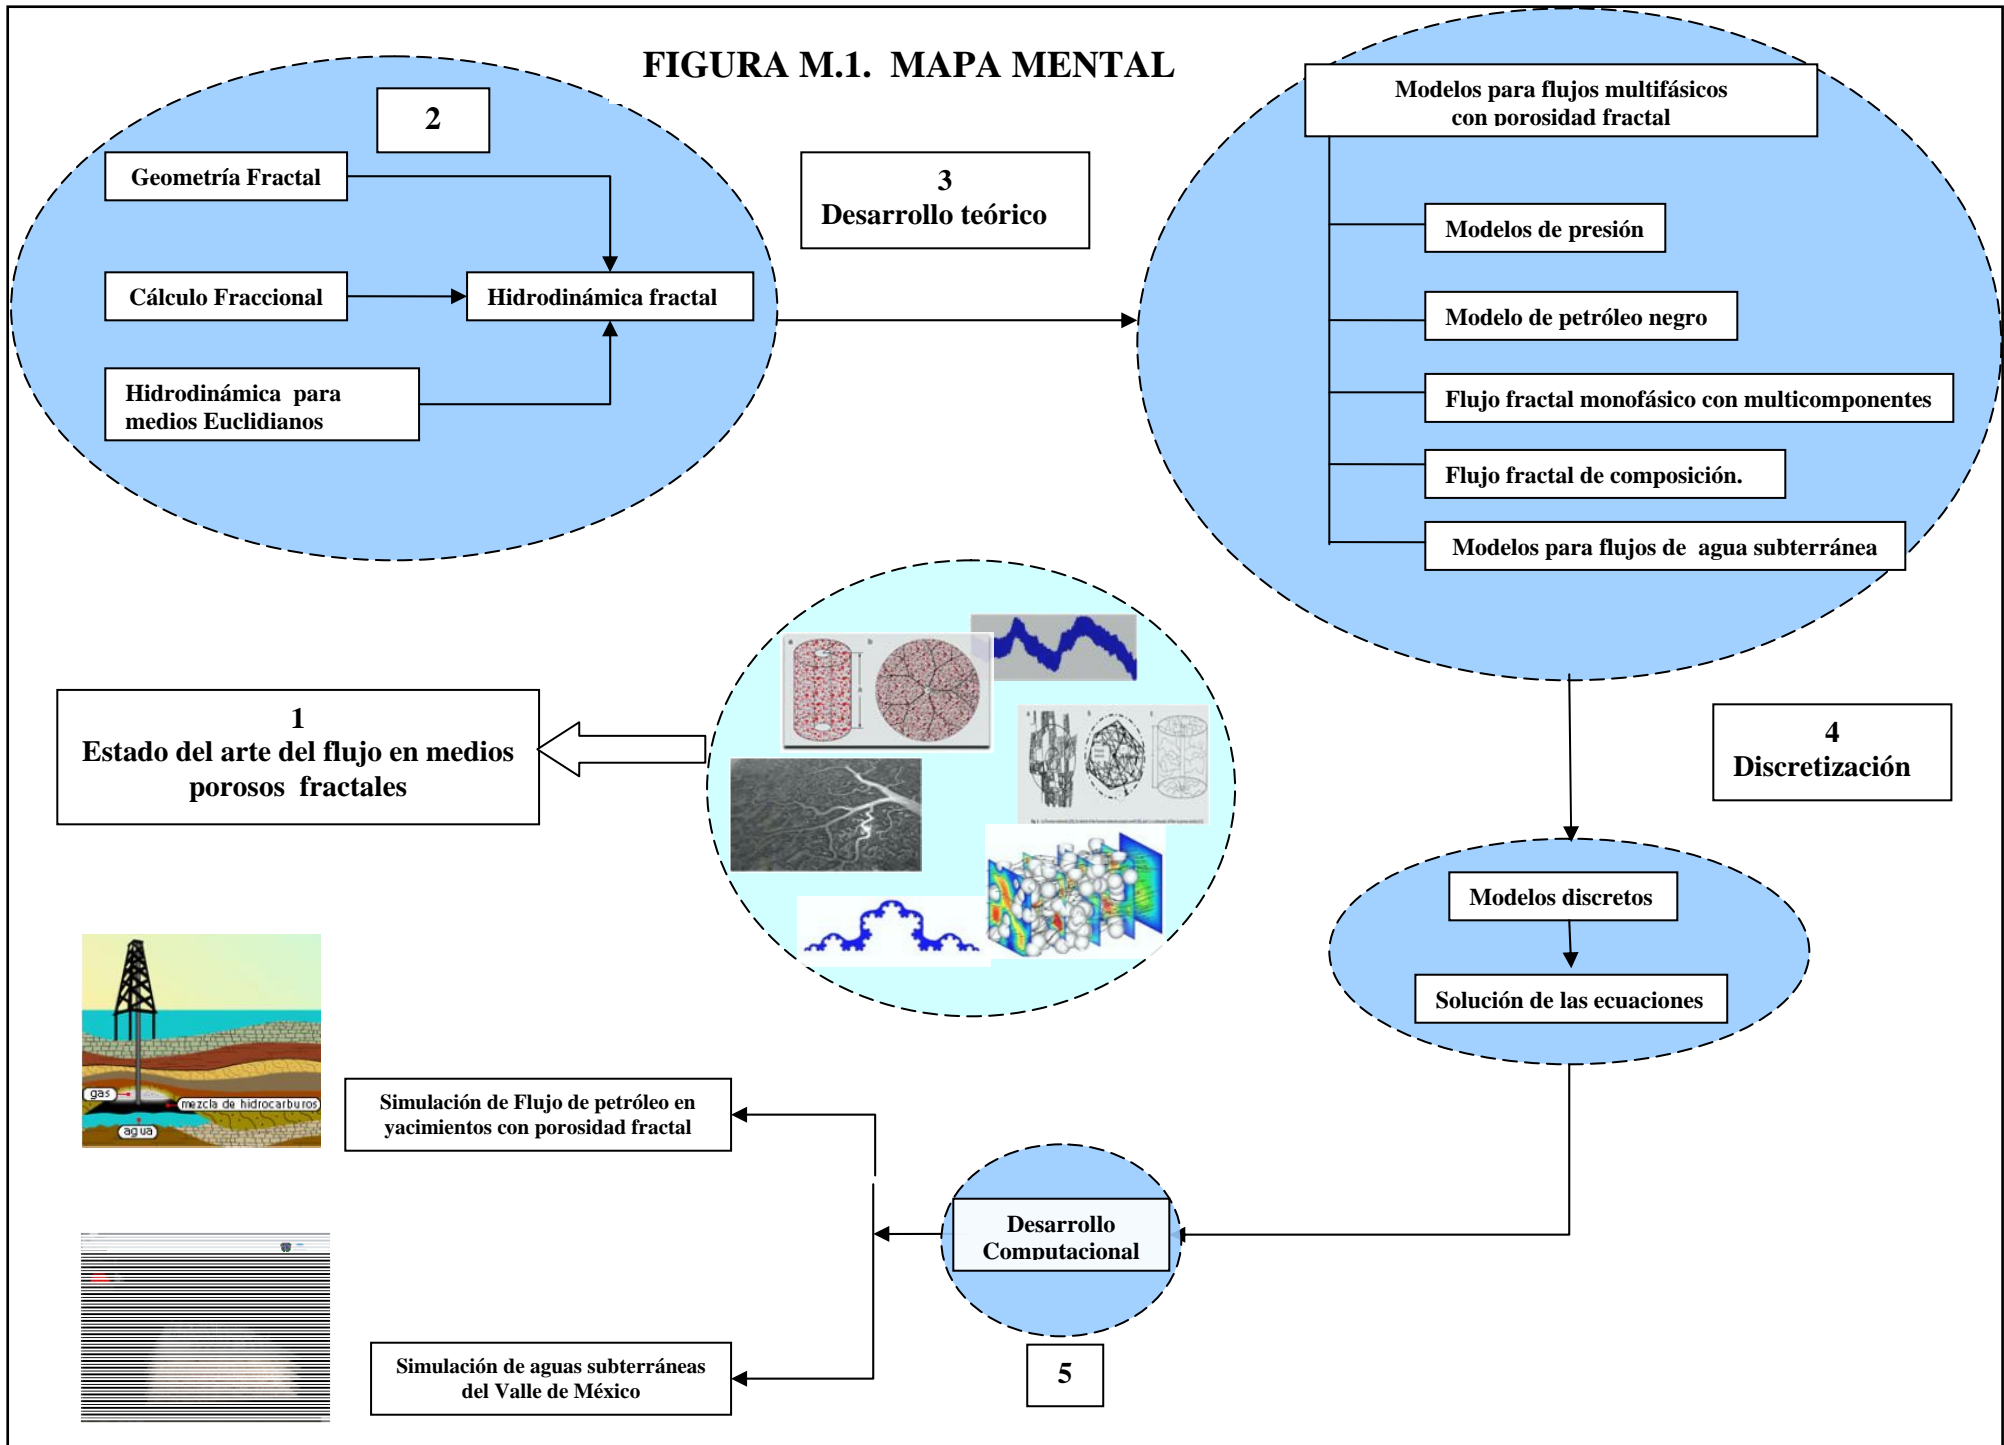 FIGURA M.1.  MAPA MENTAL
2
Geometría Fractal
Cálculo Fraccional
Hidrodinámica fractal
Hidrodinámica  para
medios Euclidianos
3
Desarrollo teórico
Modelos para flujos multifásicos
con porosidad fractal
Modelos de presión
Modelo de petróleo negro
Flujo fractal monofásico con multicomponentes
Flujo fractal de composición.
Modelos para flujos de  agua subterránea
1
Estado del arte del flujo en medios
porosos  fractales
a
b
4
Discretización
Modelos discretos
Solución de las ecuaciones
gas
mezcla de hidrocarburos
agua
Simulación de Flujo de petróleo en
yacimientos con porosidad fractal
Desarrollo
Computacional
5
Simulación de aguas subterráneas
del Valle de México